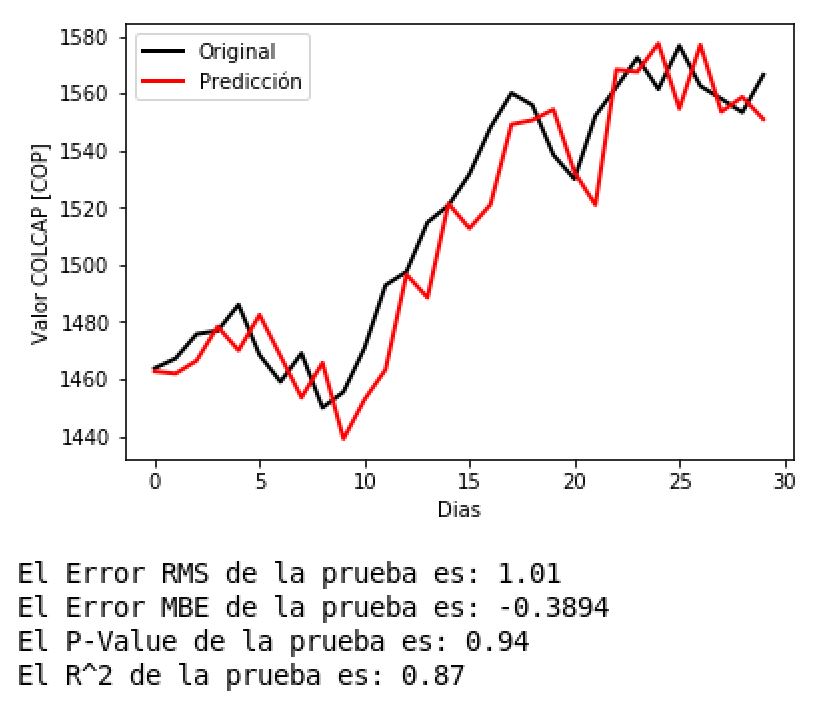 1580
1560
1540
1520
1500
1480
1460
1440
Valor COLCAP [COP]
Original
Predicción
0 5 10 15 20 25 30
Dias
El Error RMS de la prueba es: 1.01
El Error MBE de la prueba es: -0.3894
El P-Value de la prueba es: 0.94
El R^2 de la prueba es: 0.87